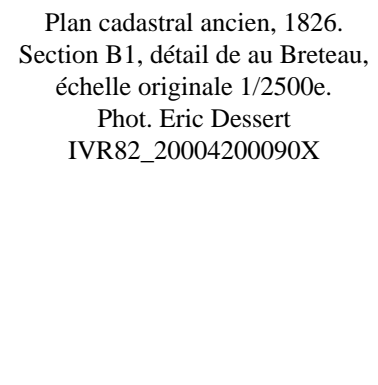 Plan cadastral ancien, 1826.
Section B1, détail de au Breteau,
échelle originale 1/2500e.
Phot. Eric Dessert
IVR82_20004200090X